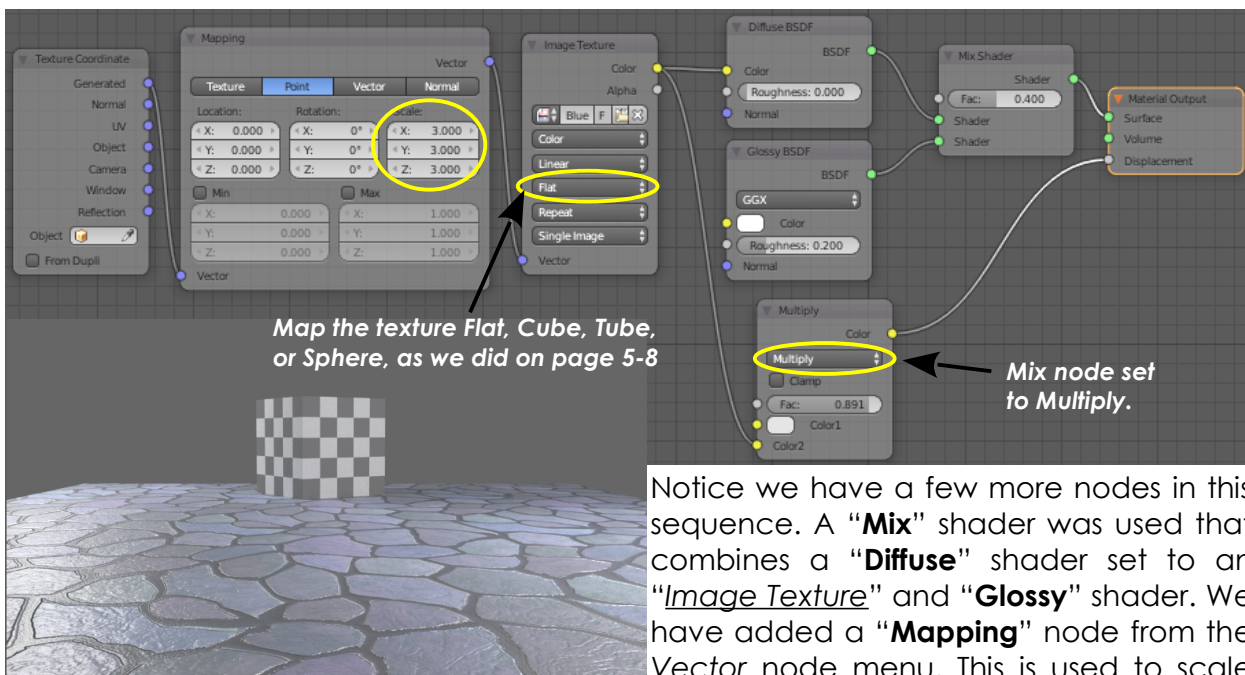 Texture Coordinate
Generated
Normal
UV
Object
Camera
Window
Reflection
Object
From Dupli
Mapping
Vector
Texture Point Vector Normal
Location: Rotation: Scale:
X: 0.000 X: 0° X: 3.000
Y: 0.000 Y: 0° Y: 3.000
Z: 0.000 Z: 0° Z: 3.000
Min Max
X: 0.000 X: 1.000
Y: 0.000 Y: 1.000
Z: 0.000 Z: 1.000
Vector
Image Texture
Color
Alpha
Blue F
Color
Linear
Flat
Repeat
Single Image
Vector
Diffuse BSDF
BSDF
Color
Roughness: 0.000
Normal
Glossy BSDF
BSDF
GGX
Color
Roughness: 0.200
Normal
Mix Shader
Shader
Fac: 0.400
Shader
Shader
Material Output
Surface
Volume
Displacement
Multiply
Color
Multiply
Clamp
Fac: 0.891
Color1
Color2
Map the texture Flat, Cube, Tube,
or Sphere, as we did on page 5-8
Mix node set
to Multiply.
Notice we have a few more nodes in this
sequence. A “Mix” shader was used that
combines a “Diffuse” shader set to an
“Image Texture” and “Glossy” shader. We
have added a “Mapping” node from the
Vector node menu. This is used to scale